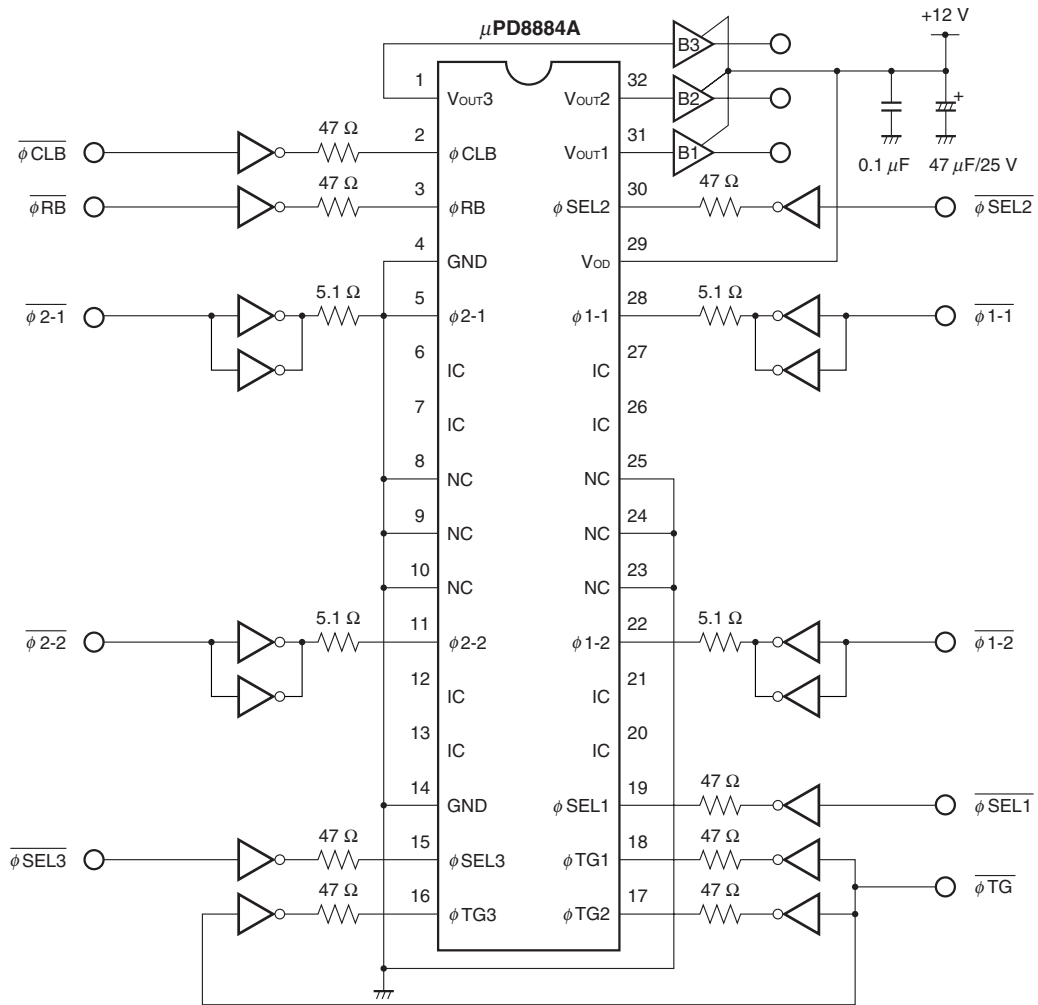 μPD8884A
+12 V
B3
1
32
VOUT3
VOUT2
B2
+
47 Ω
2
31
φCLB
φCLB
VOUT1
B1
0.1 μF
47 μF/25 V
47 Ω
3
30
47 Ω
φRB
φRB
φSEL2
φSEL2
4
29
GND
VOD
5.1 Ω
5
28
5.1 Ω
φ2-1
φ2-1
φ1-1
φ1-1
6
27
IC
IC
7
26
IC
IC
8
25
NC
NC
9
24
NC
NC
10
23
NC
NC
5.1 Ω
11
22
5.1 Ω
φ2-2
φ2-2
φ1-2
φ1-2
12
21
IC
IC
13
20
IC
IC
14
19
47 Ω
GND
φSEL1
φSEL1
47 Ω
15
18
47 Ω
φSEL3
φSEL3
φTG1
φTG
47 Ω
16
17
47 Ω
φTG3
φTG2